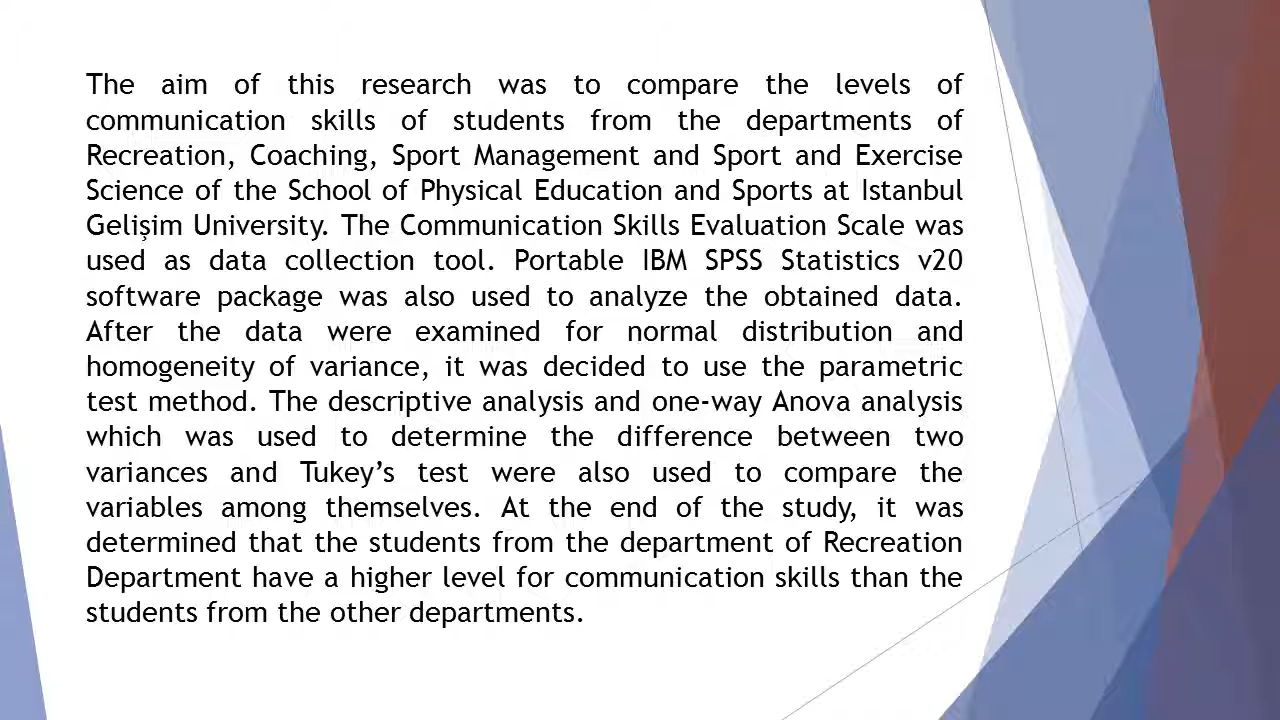 The aim of this research was to compare the levels of
communication skills of students from the departments of
Recreation, Coaching, Sport Management and Sport and Exercise
Science of the School of Physical Education and Sports at Istanbul
Gelişim University. The Communication Skills Evaluation Scale was
used as data collection tool. Portable IBM SPSS Statistics v20
software package was also used to analyze the obtained data.
After the data were examined for normal distribution and
homogeneity of variance, it was decided to use the parametric
test method. The descriptive analysis and one-way Anova analysis
which was used to determine the difference between two
variances and Tukey’s test were also used to compare the
variables among themselves. At the end of the study, it was
determined that the students from the department of Recreation
Department have a higher level for communication skills than the
students from the other departments.